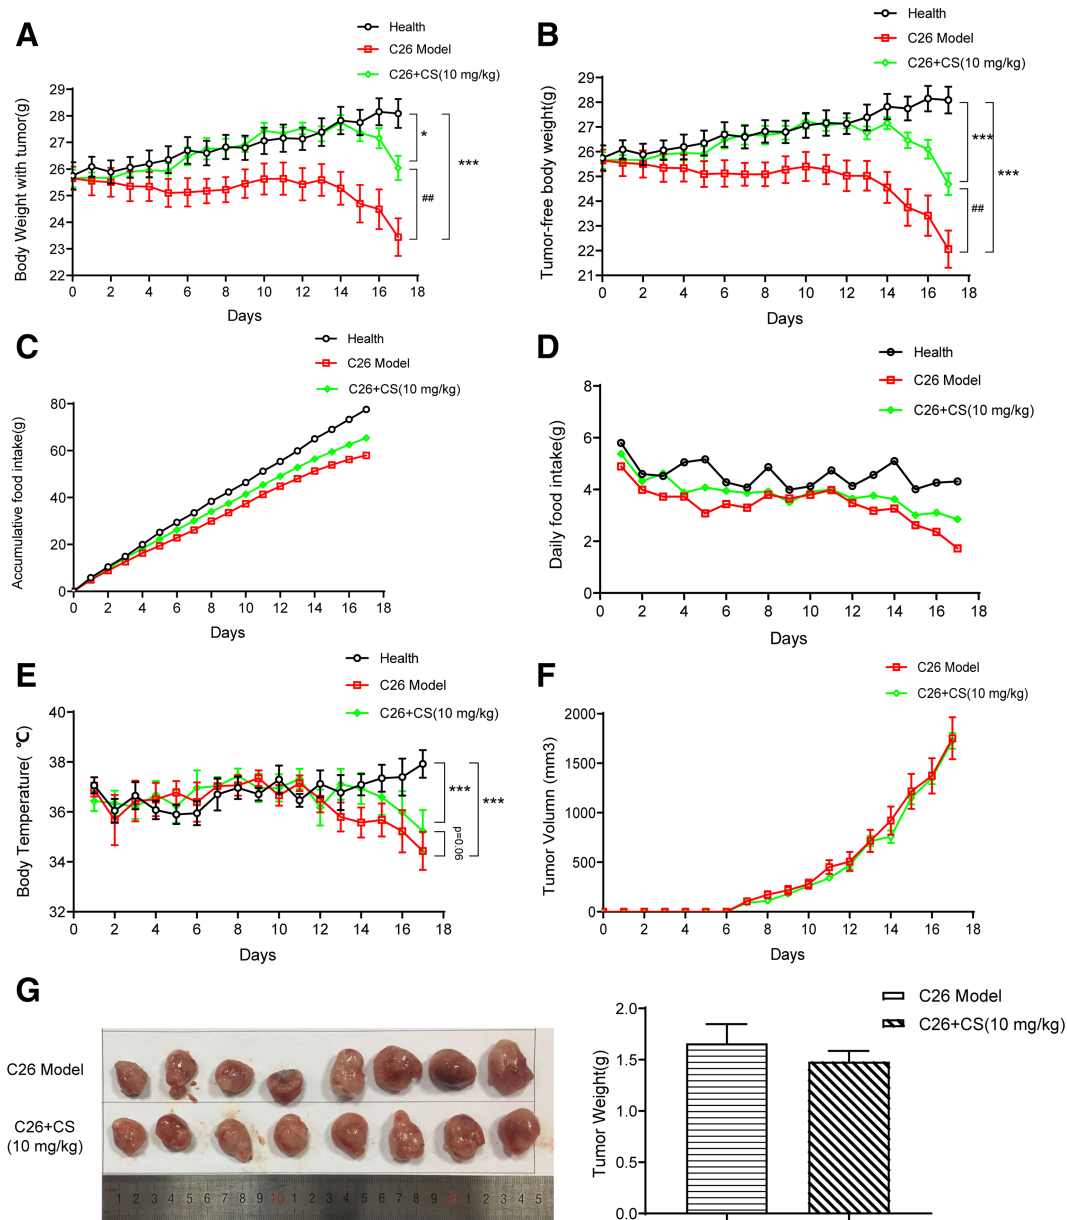 A
Health
C26 Model
C26+CS(10 mg/kg)
Body Weight with tumor(g)
29
28
27
26
25
24
23
22
0 2 4 6 8 10 12 14 16 18
Days
*
##
***
B
Health
C26 Model
C26+CS(10 mg/kg)
Tumor-free body weight(g)
29
28
27
26
25
24
23
22
21
0 2 4 6 8 10 12 14 16 18
Days
***
##
***
C
Health
C26 Model
C26+CS(10 mg/kg)
Accumulative food intake(g)
80
60
40
20
0
0 2 4 6 8 10 12 14 16 18
Days
D
Health
C26 Model
C26+CS(10 mg/kg)
Daily food intake(g)
8
6
4
2
0
0 2 4 6 8 10 12 14 16 18
Days
E
Health
C26 Model
C26+CS(10 mg/kg)
Body Temperature( ℃)
40
38
36
34
32
0 2 4 6 8 10 12 14 16 18
Days
***
p=0.06
***
F
C26 Model
C26+CS(10 mg/kg)
Tumor Volumn (mm3)
2000
1500
1000
500
0
0 2 4 6 8 10 12 14 16 18
Days
G
C26 Model
C26+CS
(10 mg/kg)
1 2 3 4 5 6 7 8 9 10 1 2 3 4 5 6 7 8 9 20 1 2 3 4 5
C26 Model
C26+CS(10 mg/kg)
Tumor Weight(g)
2.0
1.5
1.0
0.5
0.0